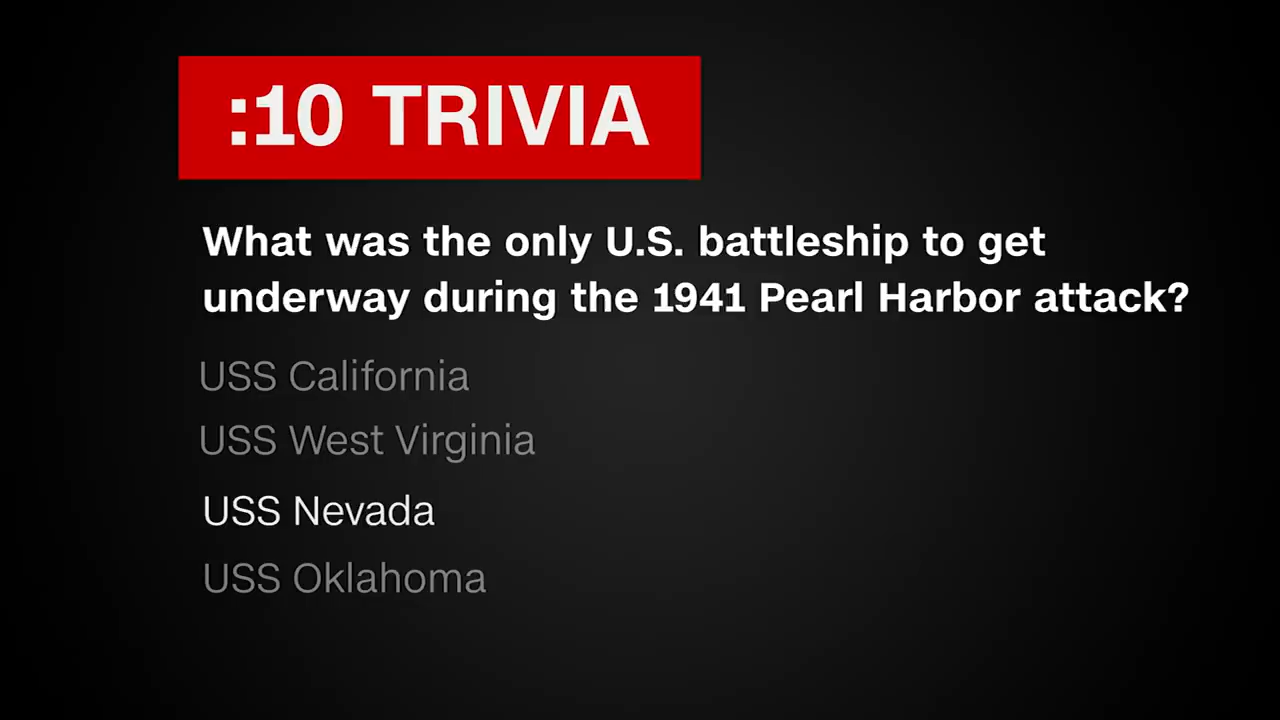 :10 TRIVIA
What was the only U.S. battleship to get
underway during the 1941 Pearl Harbor attack?
USS California
USS West Virginia
USS Nevada
USS Oklahoma